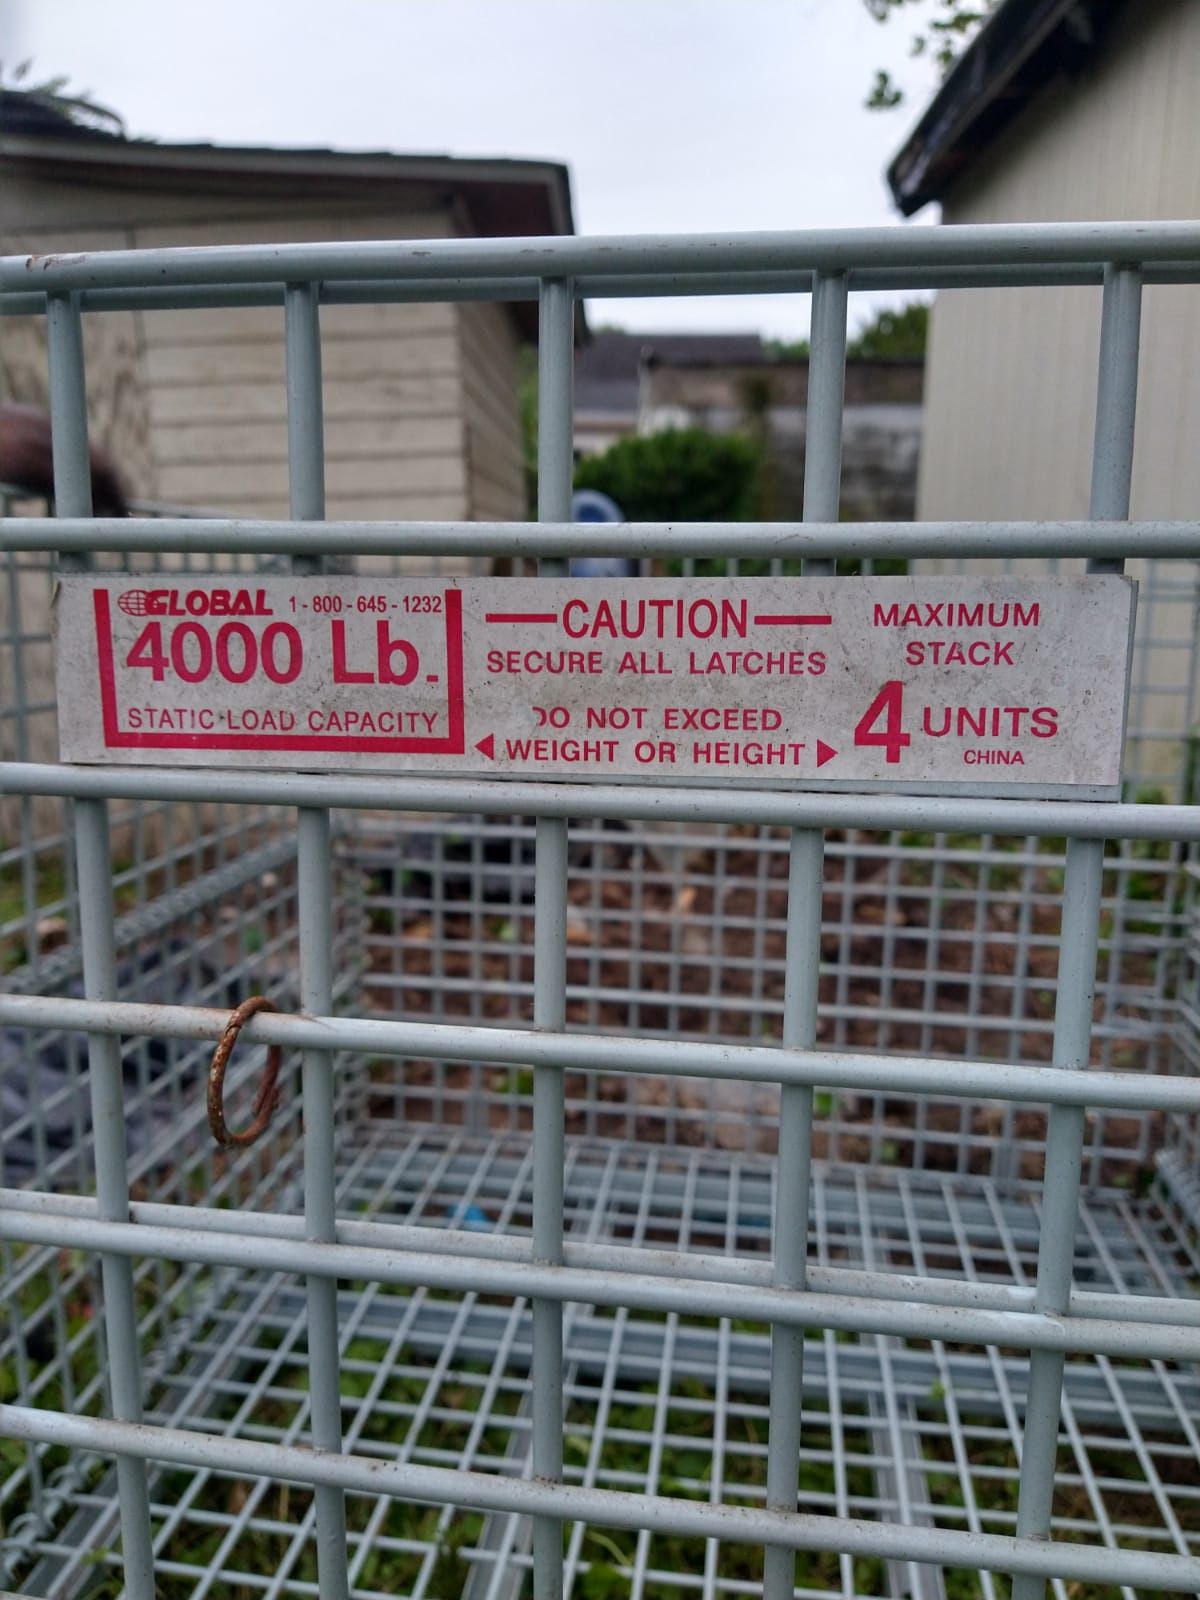 GLOBAL 1-800-645-1232
4000 Lb.
STATIC LOAD CAPACITY
CAUTION
SECURE ALL LATCHES
DO NOT EXCEED
WEIGHT OR HEIGHT
MAXIMUM
STACK
4 UNITS
CHINA